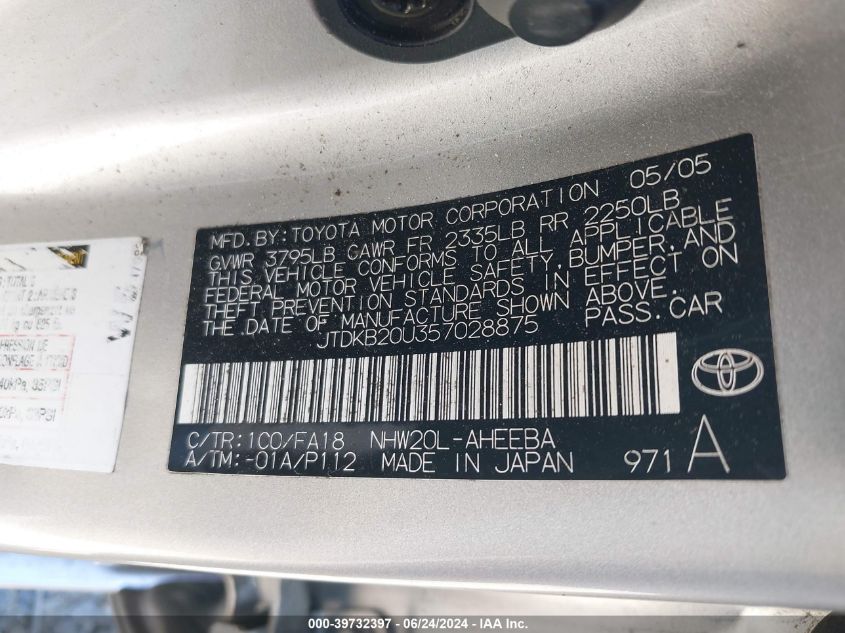 MFD. BY: TOYOTA MOTOR CORPORATION 05/05
GVWR 3795LB GAWR FR 2335LB RR 2250LB
THIS VEHICLE CONFORMS TO ALL APPLICABLE
FEDERAL MOTOR VEHICLE SAFETY, BUMPER, AND
THEFT PREVENTION STANDARDS IN EFFECT ON
THE DATE OF MANUFACTURE SHOWN ABOVE.
JTDKB20U357028875 PASS.CAR
C/TR:1C0/FA18 NHW20L-AHEEBA
A/TM:-01A/P112 MADE IN JAPAN 971 A
000-39732397 / 06/24/2024 - IAA Inc.